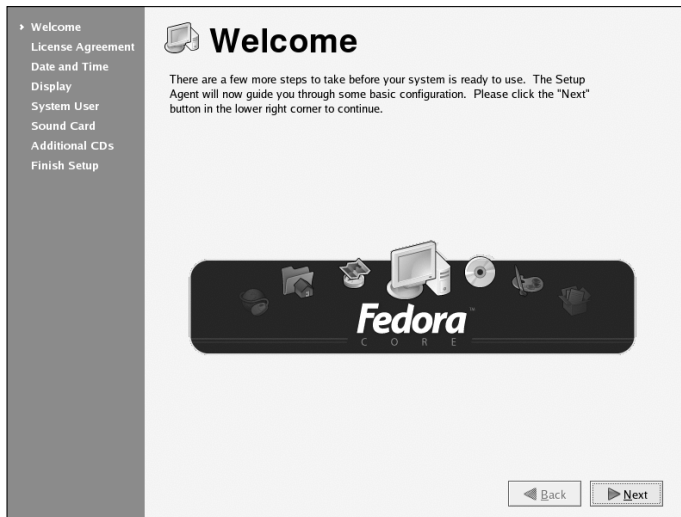 Welcome
License Agreement
Date and Time
Display
System User
Sound Card
Additional CDs
Finish Setup
Welcome
There are a few more steps to take before your system is ready to use. The Setup
Agent will now guide you through some basic configuration. Please click the "Next"
button in the lower right corner to continue.
Fedora™
CORE
Back
Next